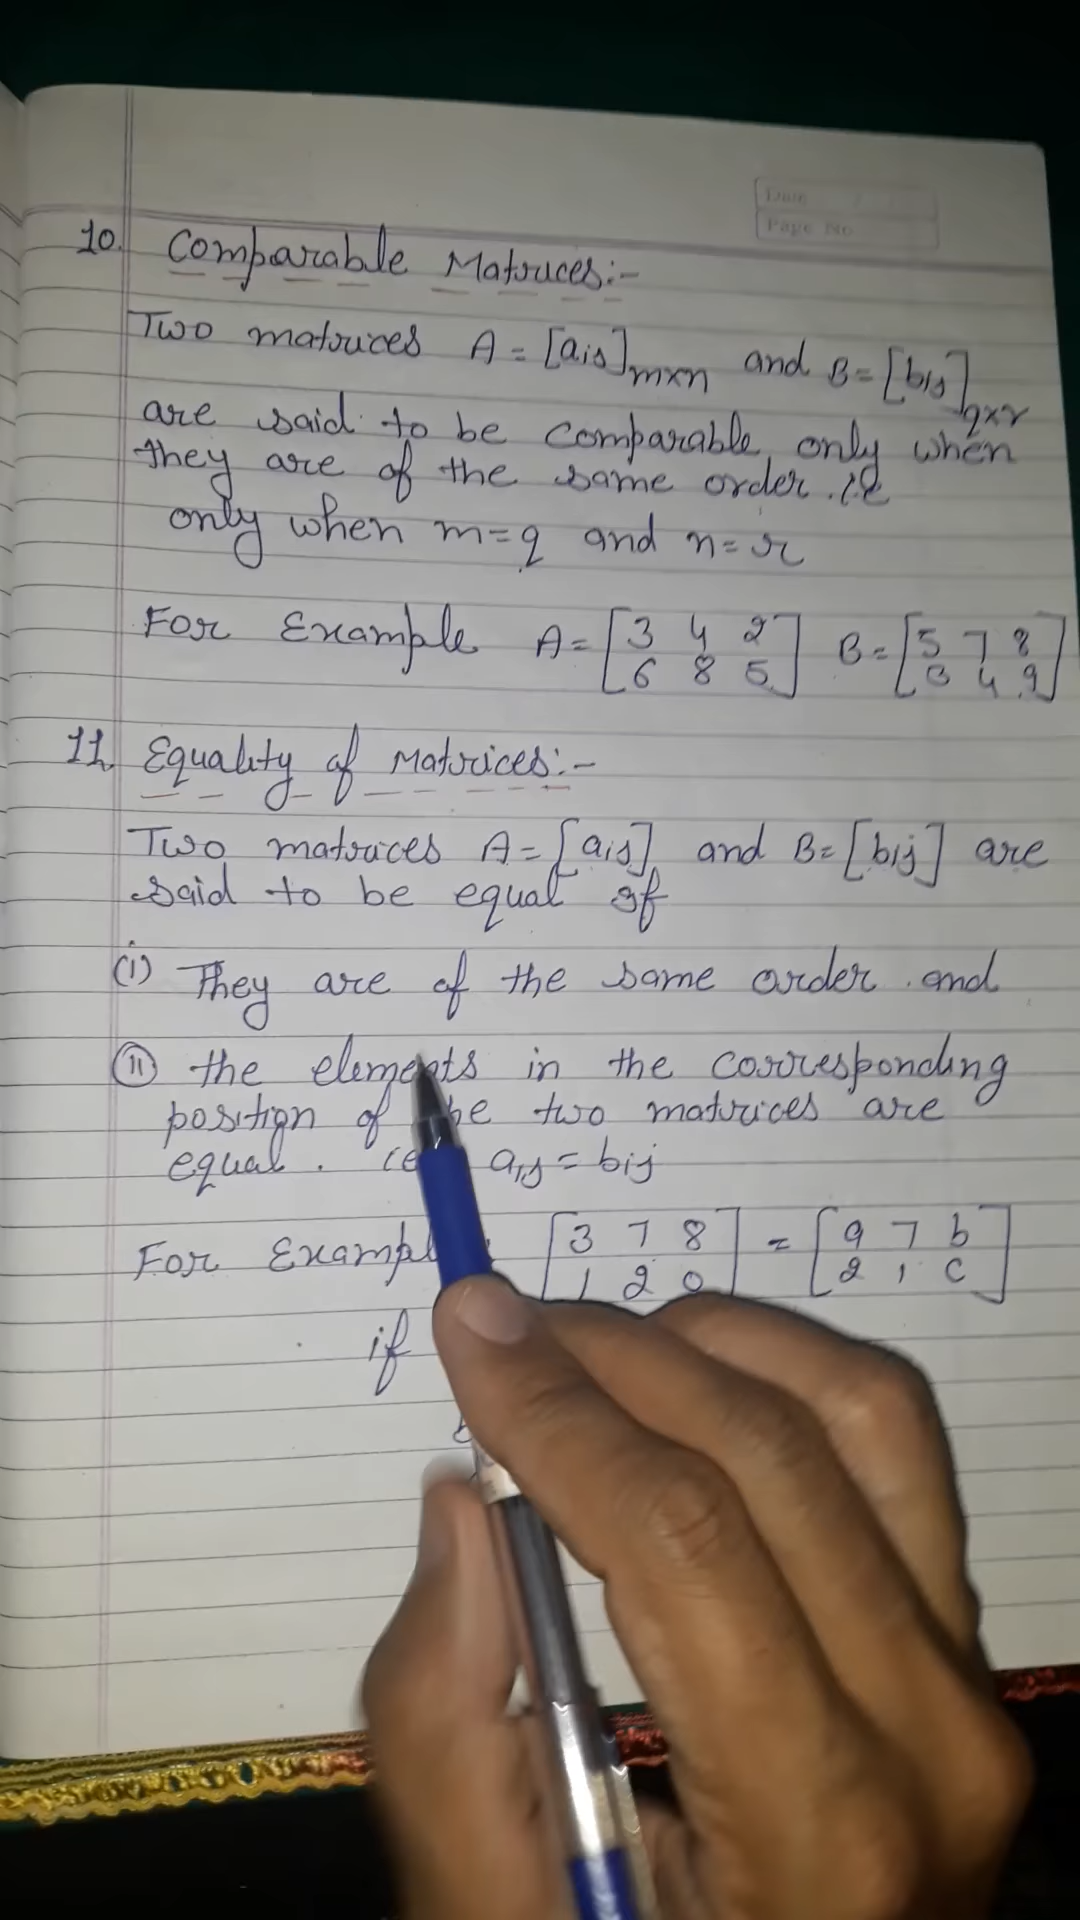 Date
Page No
10. Comparable Matrices:-
Two matrices A = [aij]m×n and B = [bij]q×r
are said to be comparable only when
they are of the same order. i.e
only when m=q and n=r
For Example A = [3 4 2 B = [5 7 8
6 8 5] 3 4 9]
11. Equality of Matrices:-
Two matrices A = [aij] and B = [bij] are
said to be equal if
(i) They are of the same order and
(ii) the elements in the corresponding
position of the two matrices are
equal. ie aij = bij
For Example [3 7 8 = [9 7 b
1 2 0] 2 1 c]
if